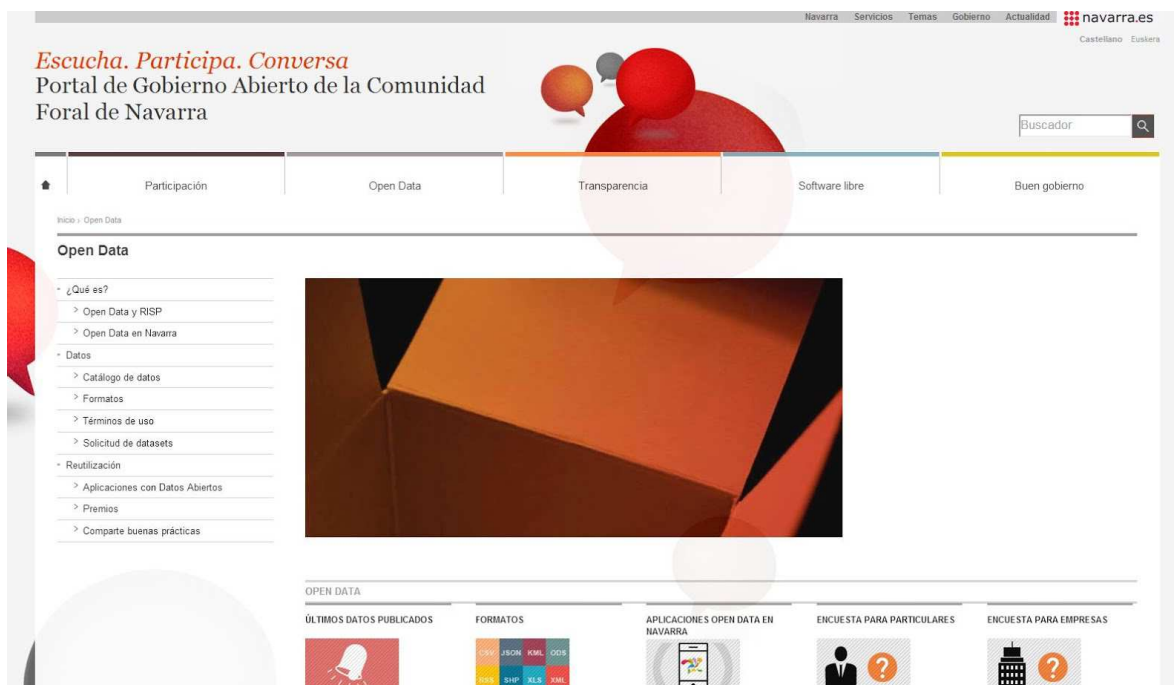 Navarra Servicios Temas Gobierno Actualidad navarra.es
Castellano Euskera
Escucha. Participa. Conversa
Portal de Gobierno Abierto de la Comunidad
Foral de Navarra
Buscador
Participación Open Data Transparencia Software libre Buen gobierno
Inicio > Open Data
Open Data
- ¿Qué es?
> Open Data y RISP
> Open Data en Navarra
- Datos
> Catálogo de datos
> Formatos
> Términos de uso
> Solicitud de datasets
- Reutilización
> Aplicaciones con Datos Abiertos
> Premios
> Comparte buenas prácticas
OPEN DATA
ÚLTIMOS DATOS PUBLICADOS
FORMATOS
CSV JSON KML ODS
RSS SHP XLS XML
APLICACIONES OPEN DATA EN
NAVARRA
ENCUESTA PARA PARTICULARES
?
ENCUESTA PARA EMPRESAS
?